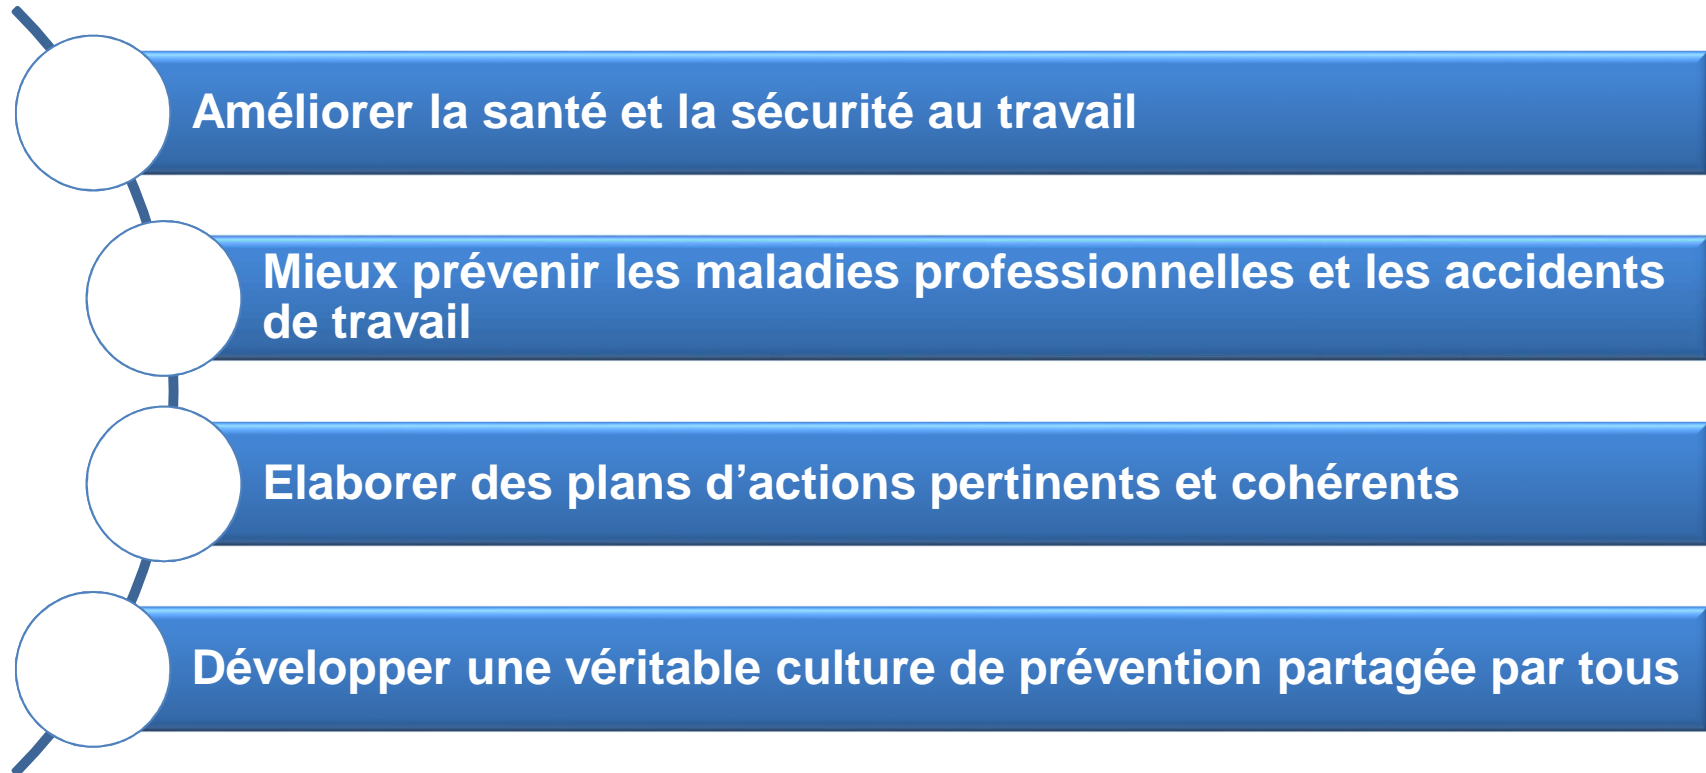 Améliorer la santé et la sécurité au travail
Mieux prévenir les maladies professionnelles et les accidents
de travail
Elaborer des plans d’actions pertinents et cohérents
Développer une véritable culture de prévention partagée par tous